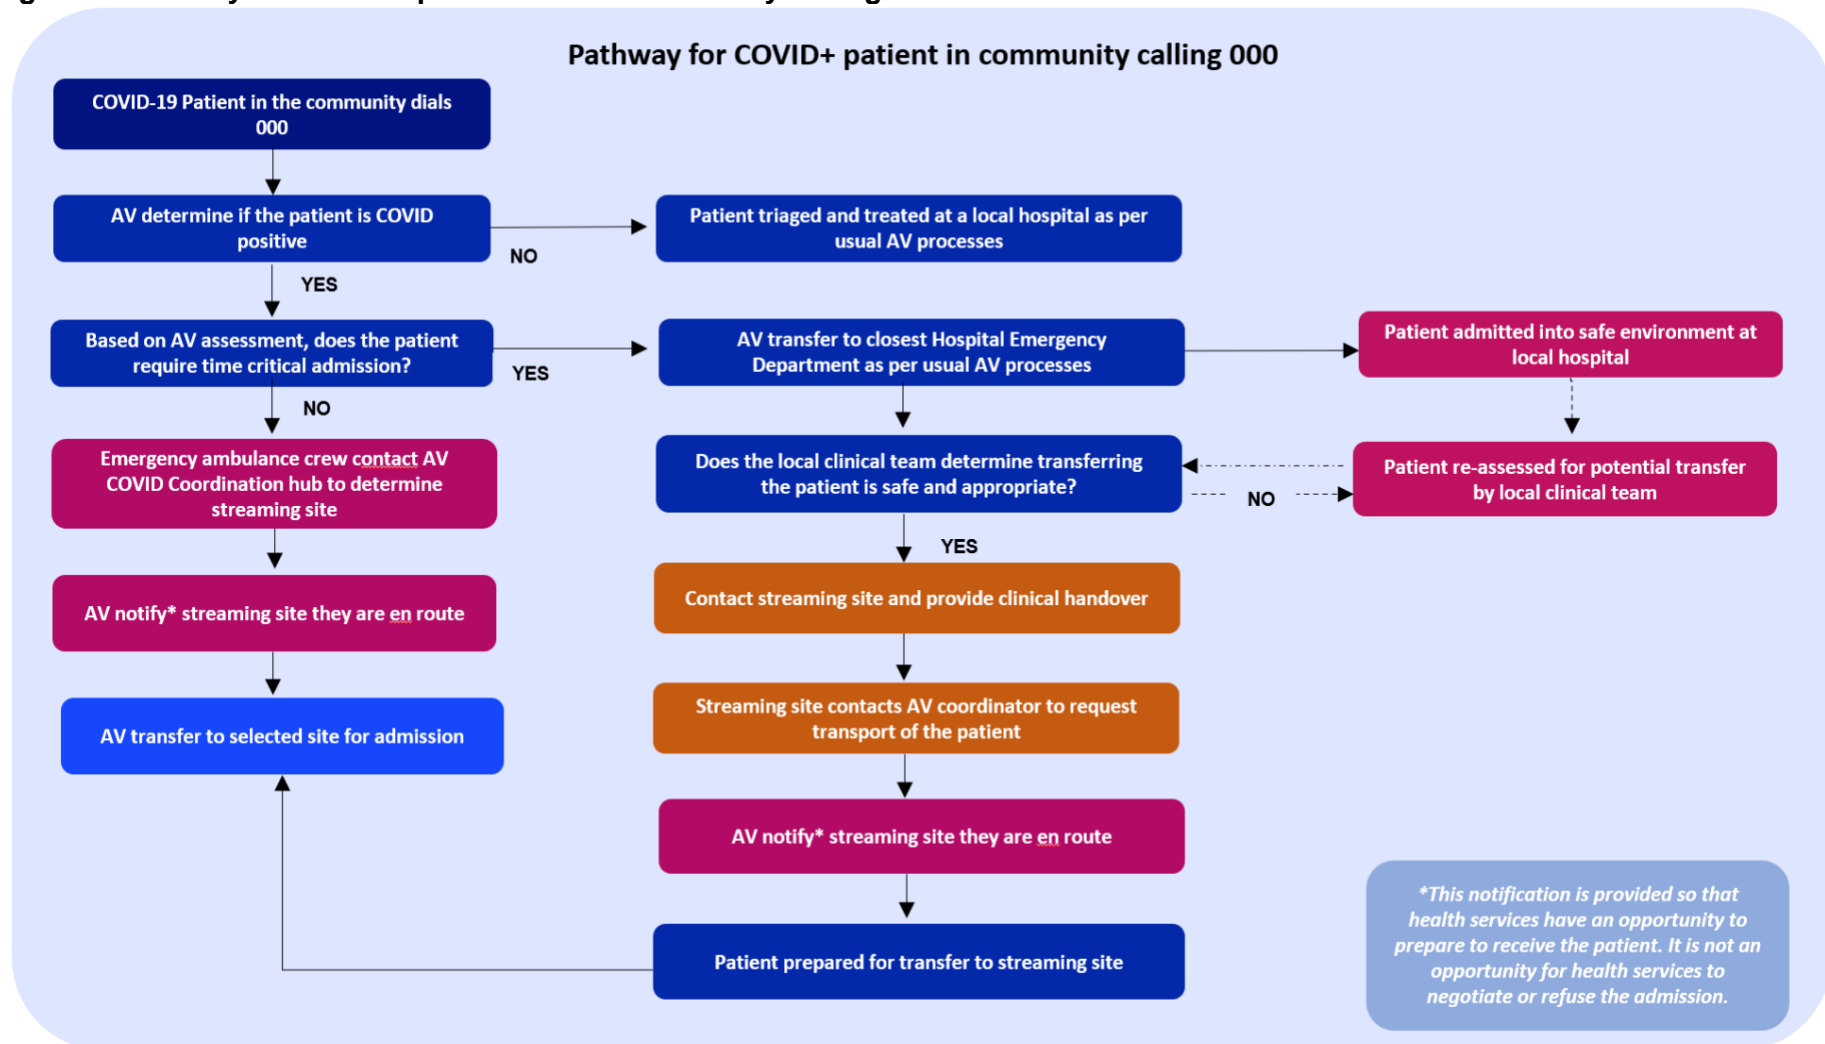 Pathway for COVID+ patient in community calling 000
COVID-19 Patient in the community dials
000
AV determine if the patient is COVID
positive
NO
Patient triaged and treated at a local hospital as per
usual AV processes
YES
Based on AV assessment, does the patient
require time critical admission?
YES
AV transfer to closest Hospital Emergency
Department as per usual AV processes
Patient admitted into safe environment at
local hospital
NO
Emergency ambulance crew contact AV
COVID Coordination hub to determine
streaming site
Does the local clinical team determine transferring
the patient is safe and appropriate?
NO
Patient re-assessed for potential transfer
by local clinical team
YES
AV notify* streaming site they are en route
Contact streaming site and provide clinical handover
AV transfer to selected site for admission
Streaming site contacts AV coordinator to request
transport of the patient
AV notify* streaming site they are en route
Patient prepared for transfer to streaming site
*This notification is provided so that
health services have an opportunity to
prepare to receive the patient. It is not an
opportunity for health services to
negotiate or refuse the admission.